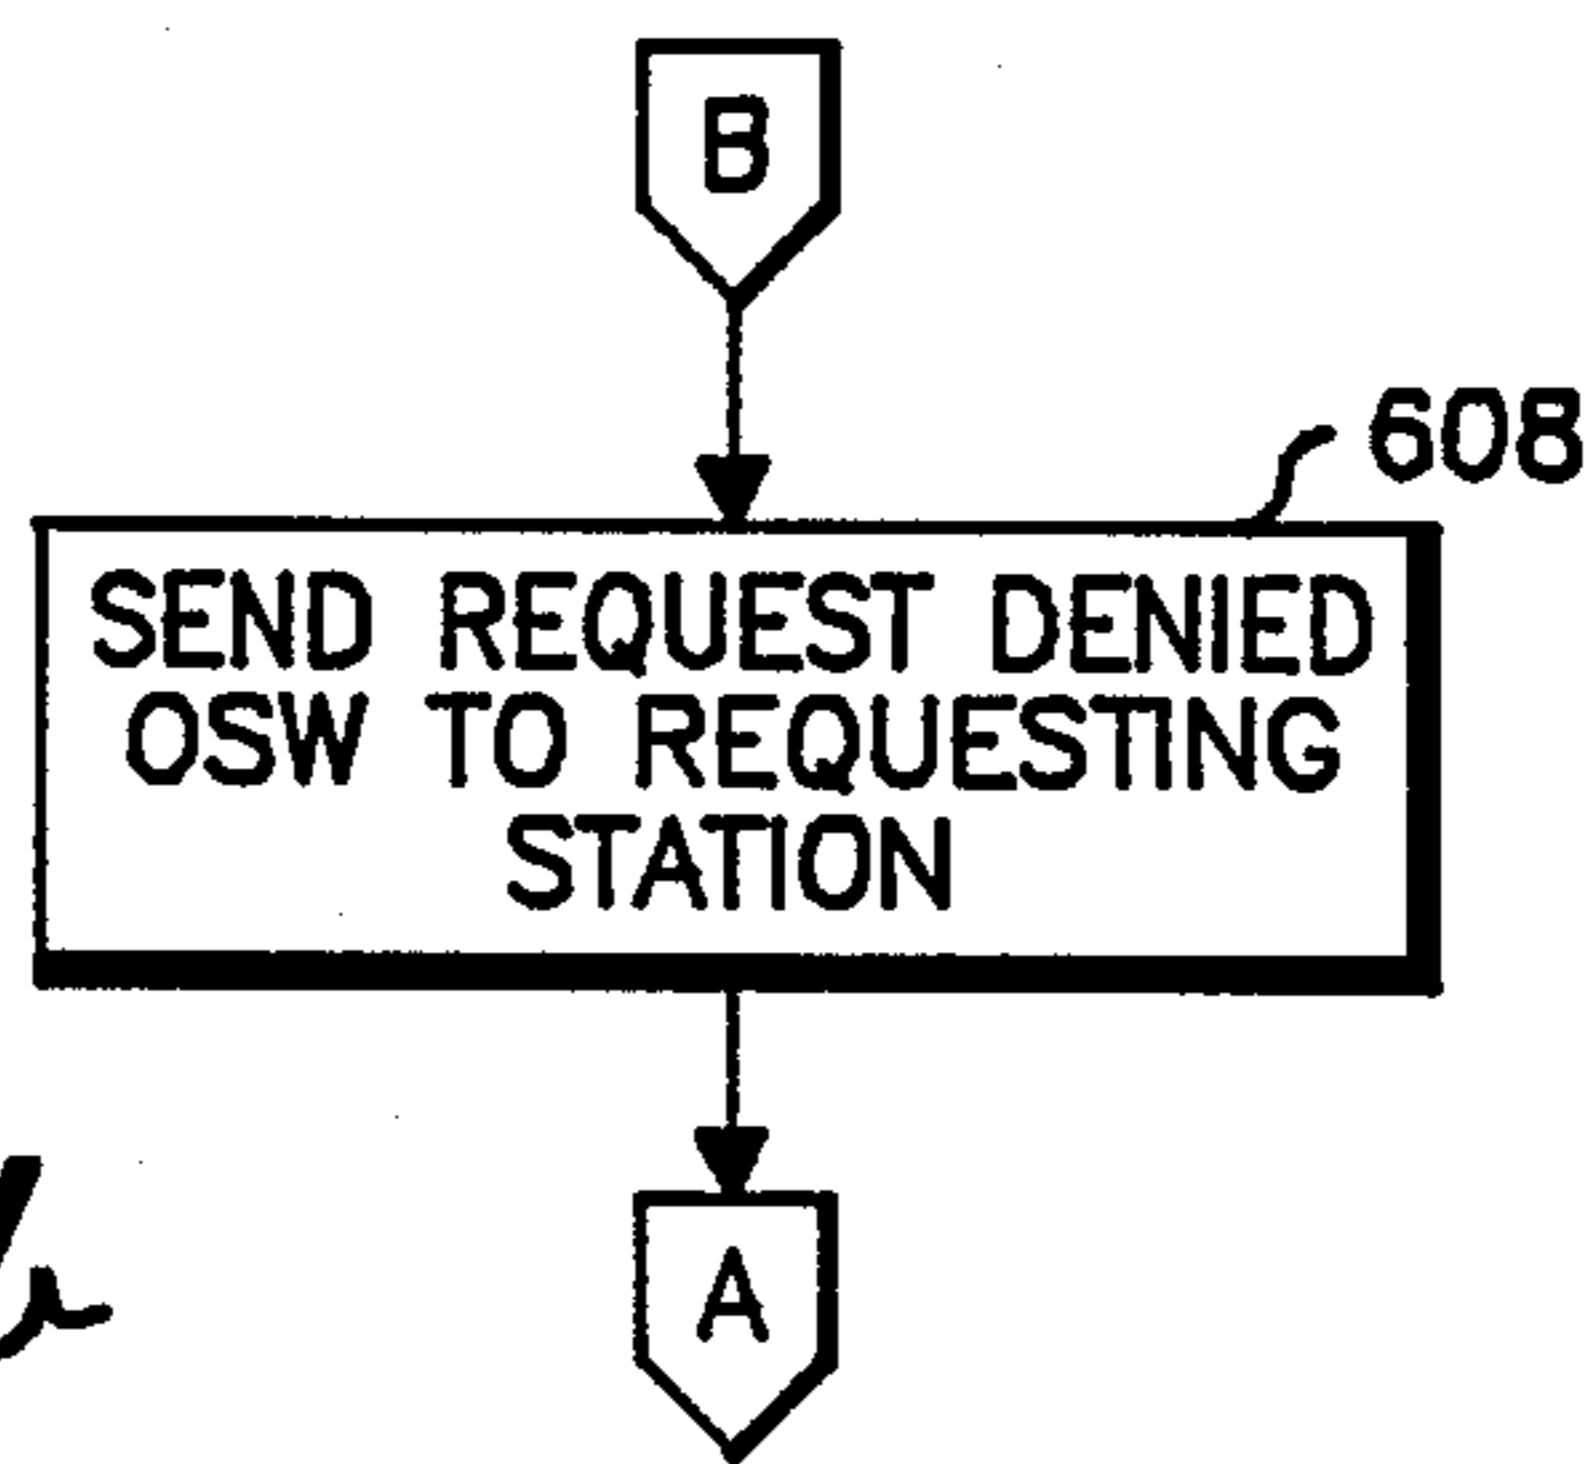 B
608
SEND REQUEST DENIED
OSW TO REQUESTING
STATION
A